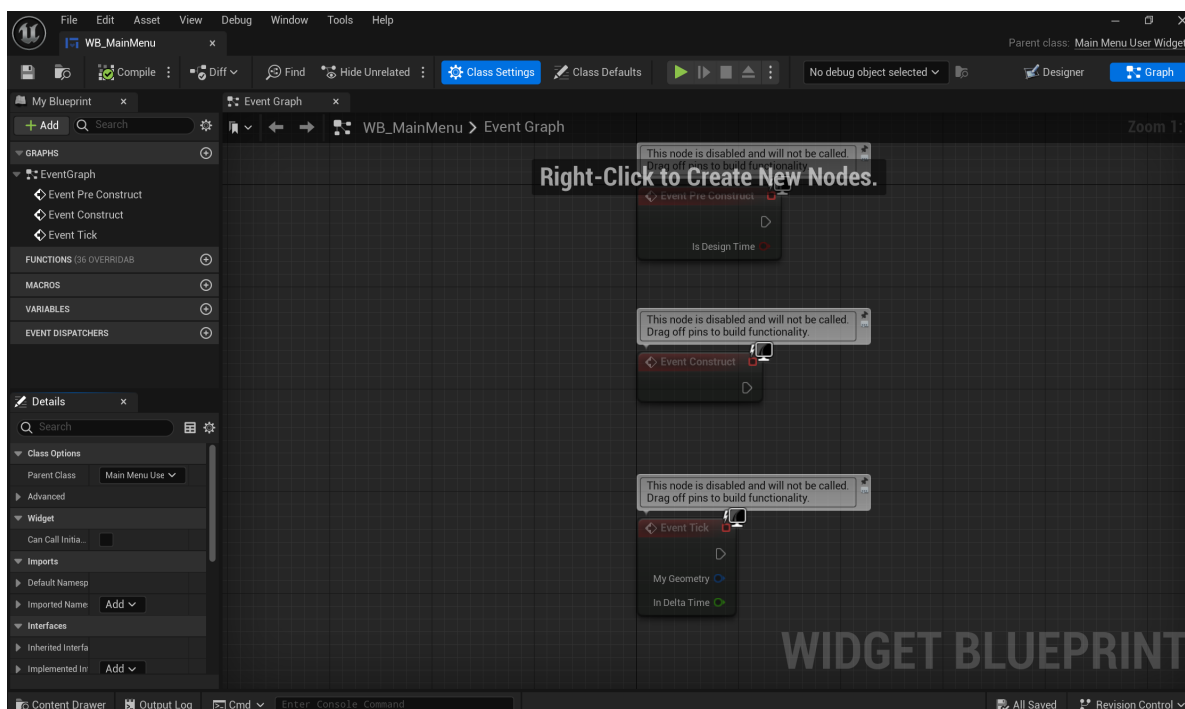 File Edit Asset View Debug Window Tools Help
WB_MainMenu
Parent class: Main Menu User Widget
Compile
Diff
Find
Hide Unrelated
Class Settings
Class Defaults
No debug object selected
Designer
Graph
My Blueprint
Event Graph
Add
Search
WB_MainMenu > Event Graph
Zoom 1:
GRAPHS
EventGraph
Event Pre Construct
Event Construct
Event Tick
FUNCTIONS (36 OVERRIDAB
MACROS
VARIABLES
EVENT DISPATCHERS
This node is disabled and will not be called.
Drag off pins to build functionality.
Right-Click to Create New Nodes.
Event Pre Construct
Is Design Time
This node is disabled and will not be called.
Drag off pins to build functionality.
Event Construct
This node is disabled and will not be called.
Drag off pins to build functionality.
Event Tick
My Geometry
In Delta Time
WIDGET BLUEPRINT
Details
Search
Class Options
Parent Class Main Menu Use
Advanced
Widget
Can Call Initia...
Imports
Default Namesp
Imported Name: Add
Interfaces
Inherited Interfa
Implemented Int Add
Content Drawer
Output Log
Cmd
Enter Console Command
All Saved
Revision Control